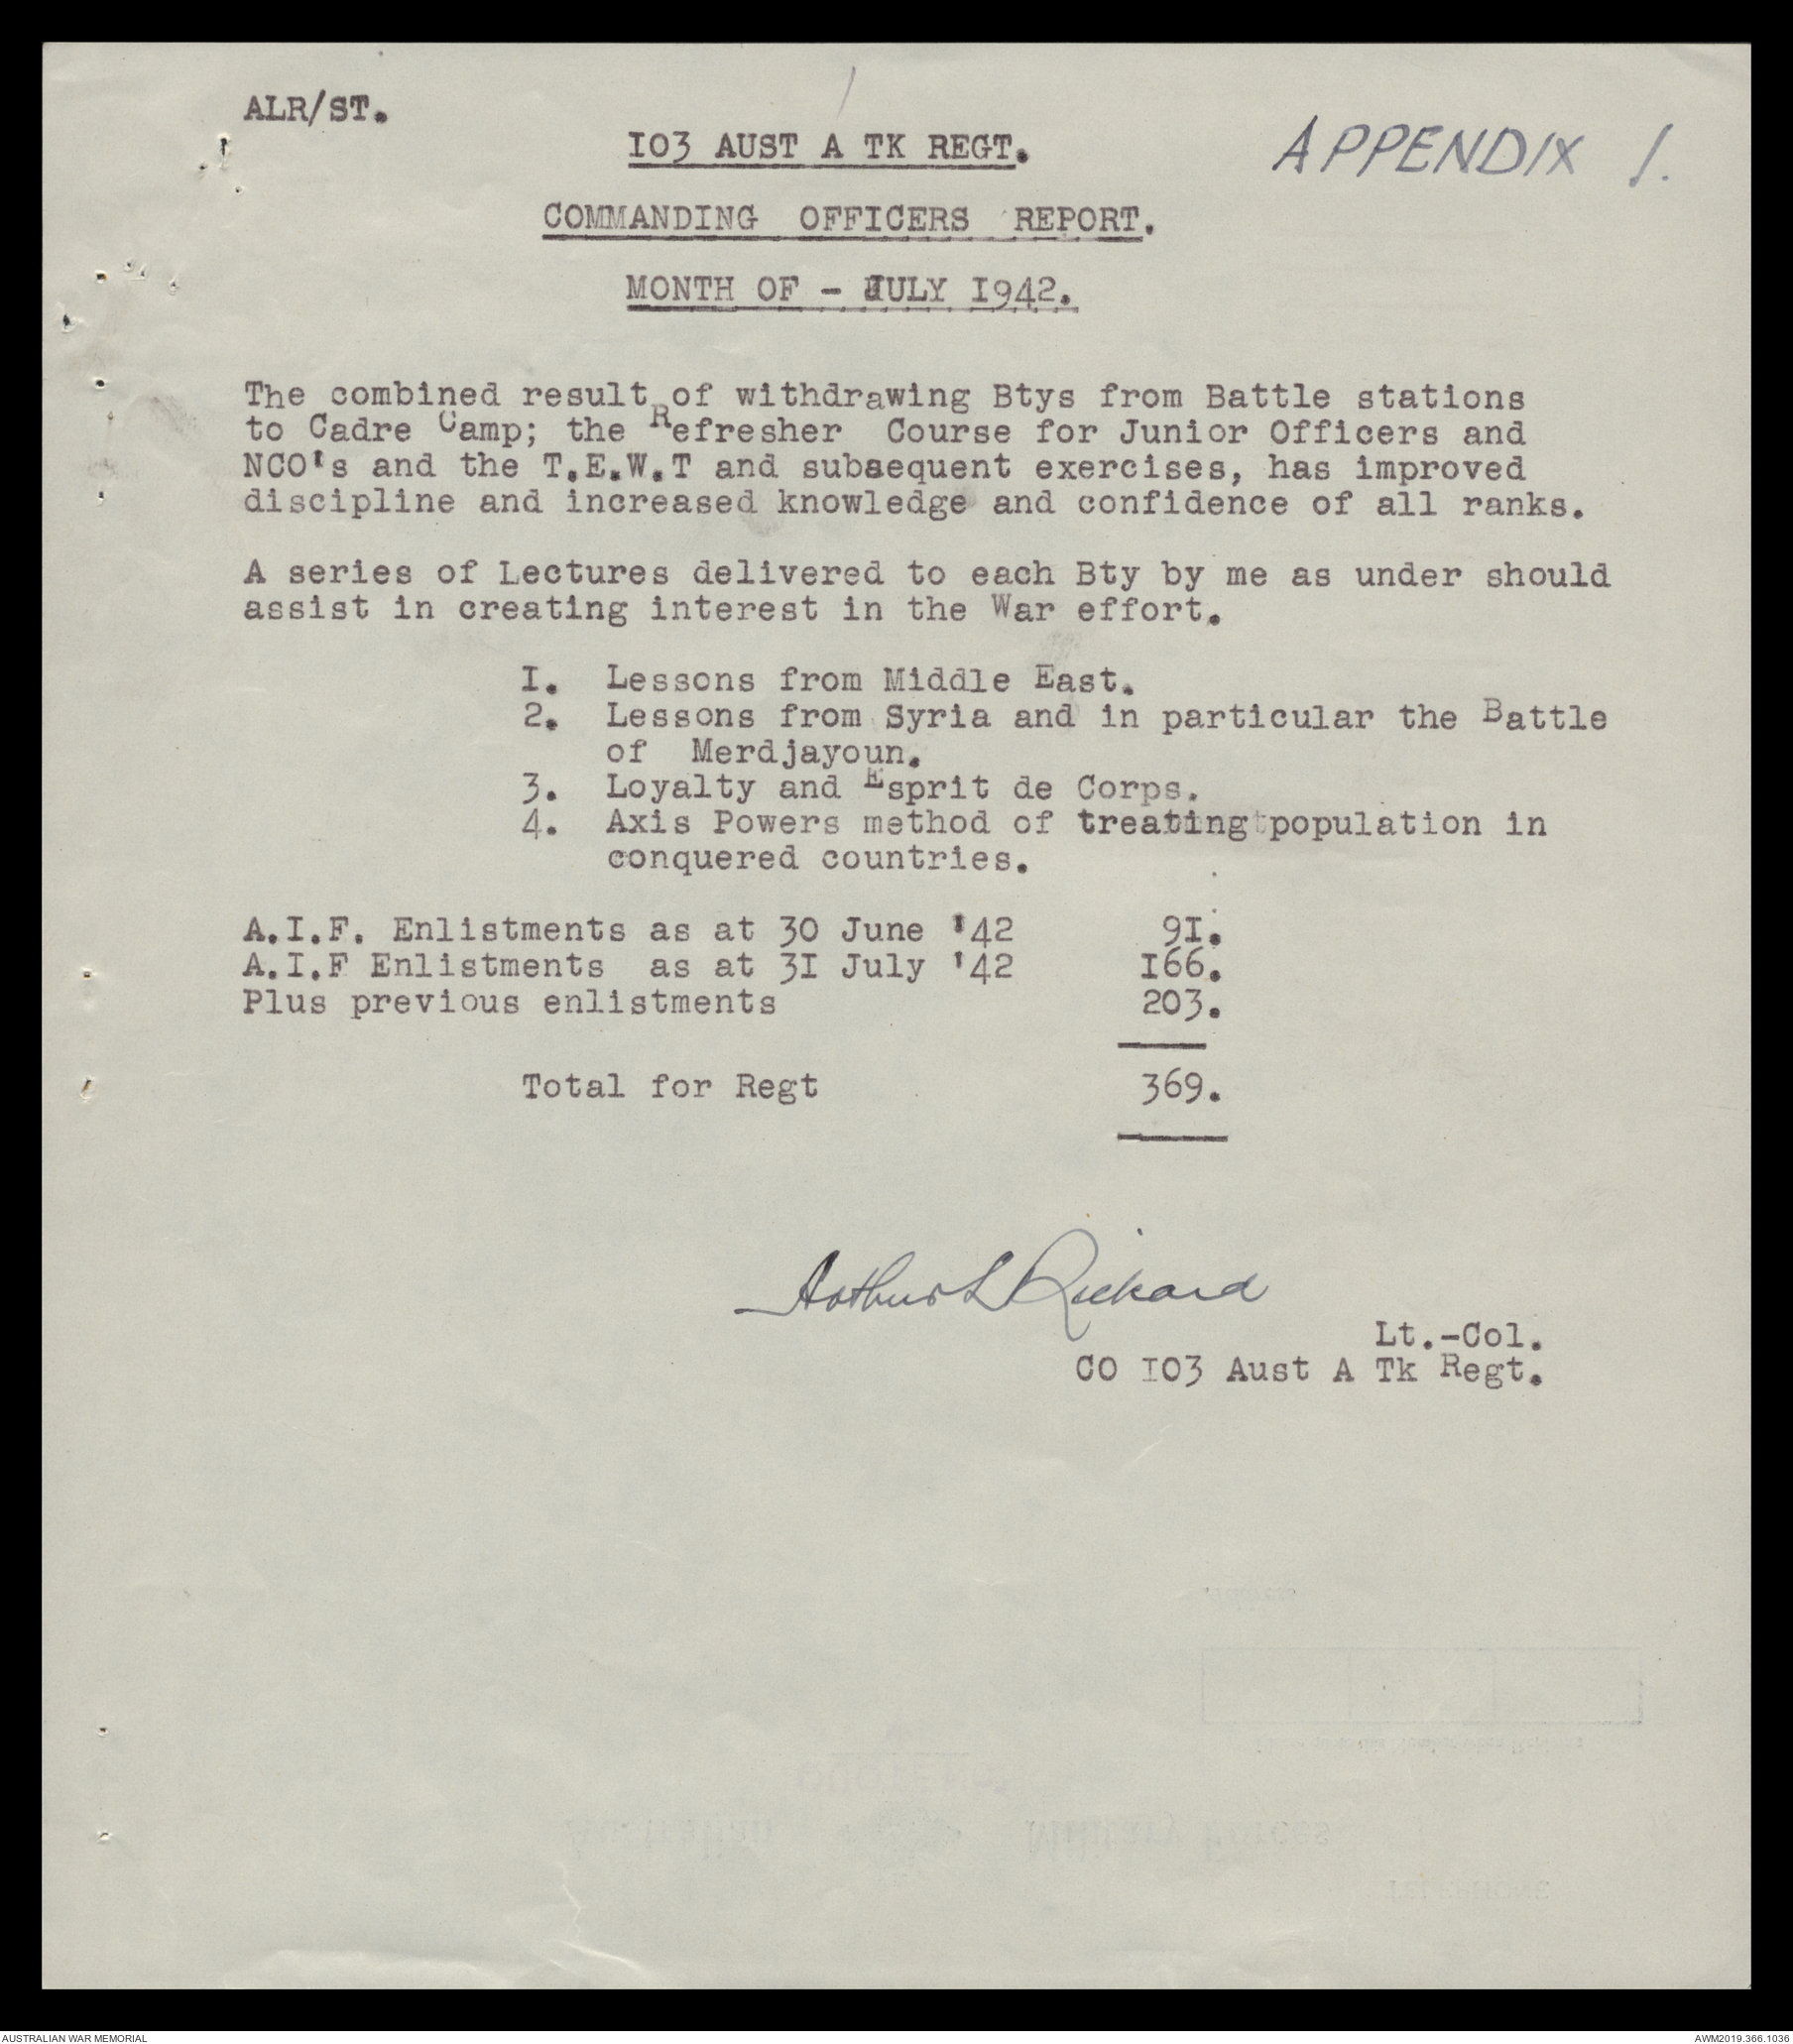 ALR/ST.
APPENDIX 1.
I03 AUST A TK REGT.
COMMANDING OFFICERS REPORT.
MONTH OF - JULY I942.
The combined result of withdrawing Btys from Battle stations
to Cadre Camp; the Refresher Course for Junior Officers and
NCO's and the T.E.W.T and subsequent exercises, has improved
discipline and increased knowledge and confidence of all ranks.
A series of Lectures delivered to each Bty by me as under should
assist in creating interest in the War effort.
I. Lessons from Middle East.
2. Lessons from Syria and in particular the Battle
of Merdjayoun.
3. Loyalty and Esprit de Corps.
4. Axis Powers method of treating population in
conquered countries.
A.I.F. Enlistments as at 30 June '42 9I.
A.I.F Enlistments as at 3I July '42 I66.
Plus previous enlistments 203.
Total for Regt 369.
Arthur L Rickard
Lt.-Col.
CO I03 Aust A Tk Regt.
Australian Military Forces
TELEPHONE
AUSTRALIAN WAR MEMORIAL
AWM2019.366.1036